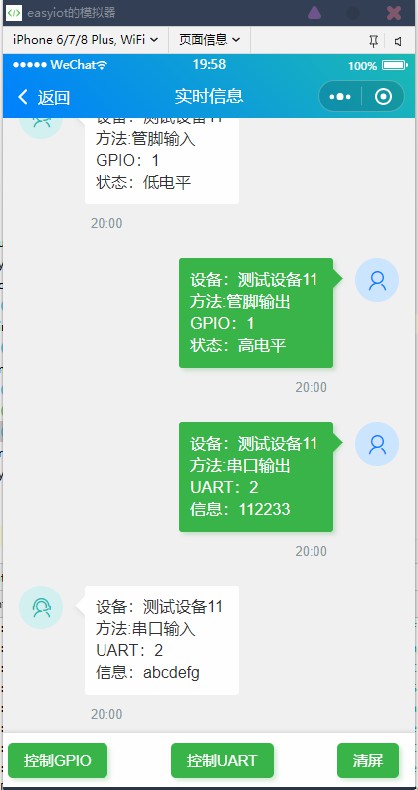 easyiot的模拟器
iPhone 6/7/8 Plus, WiFi 页面信息
WeChat 19:58 100%
返回 实时信息
设备：测试设备11
方法:管脚输入
GPIO：1
状态：低电平
20:00
设备：测试设备11
方法:管脚输出
GPIO：1
状态：高电平
20:00
设备：测试设备11
方法:串口输出
UART：2
信息：112233
20:00
设备：测试设备11
方法:串口输入
UART：2
信息：abcdefg
20:00
控制GPIO 控制UART 清屏